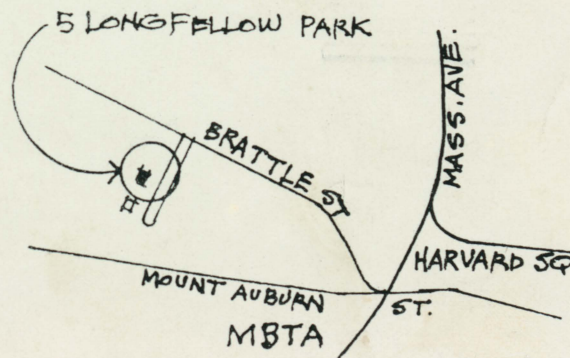 5 LONGFELLOW PARK
MASS. AVE.
BRATTLE ST
HARVARD SQ
MOUNT AUBURN ST.
MBTA